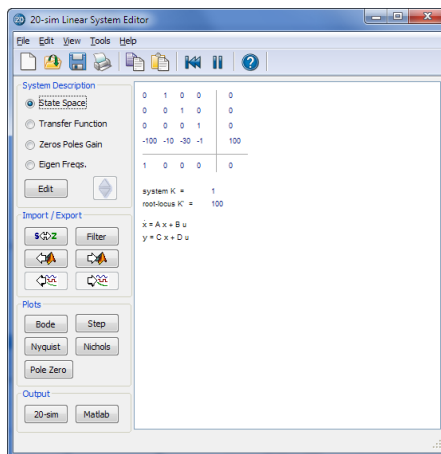 20-sim Linear System Editor
File Edit View Tools Help
System Description
State Space
Transfer Function
Zeros Poles Gain
Eigen Freqs.
Edit
Import / Export
S Z Filter
Plots
Bode Step
Nyquist Nichols
Pole Zero
Output
20-sim Matlab
0 1 0 0 0
0 0 1 0 0
0 0 0 1 0
-100 -10 -30 -1 100
1 0 0 0 0
system K = 1
root-locus K' = 100
ẋ = A x + B u
y = C x + D u